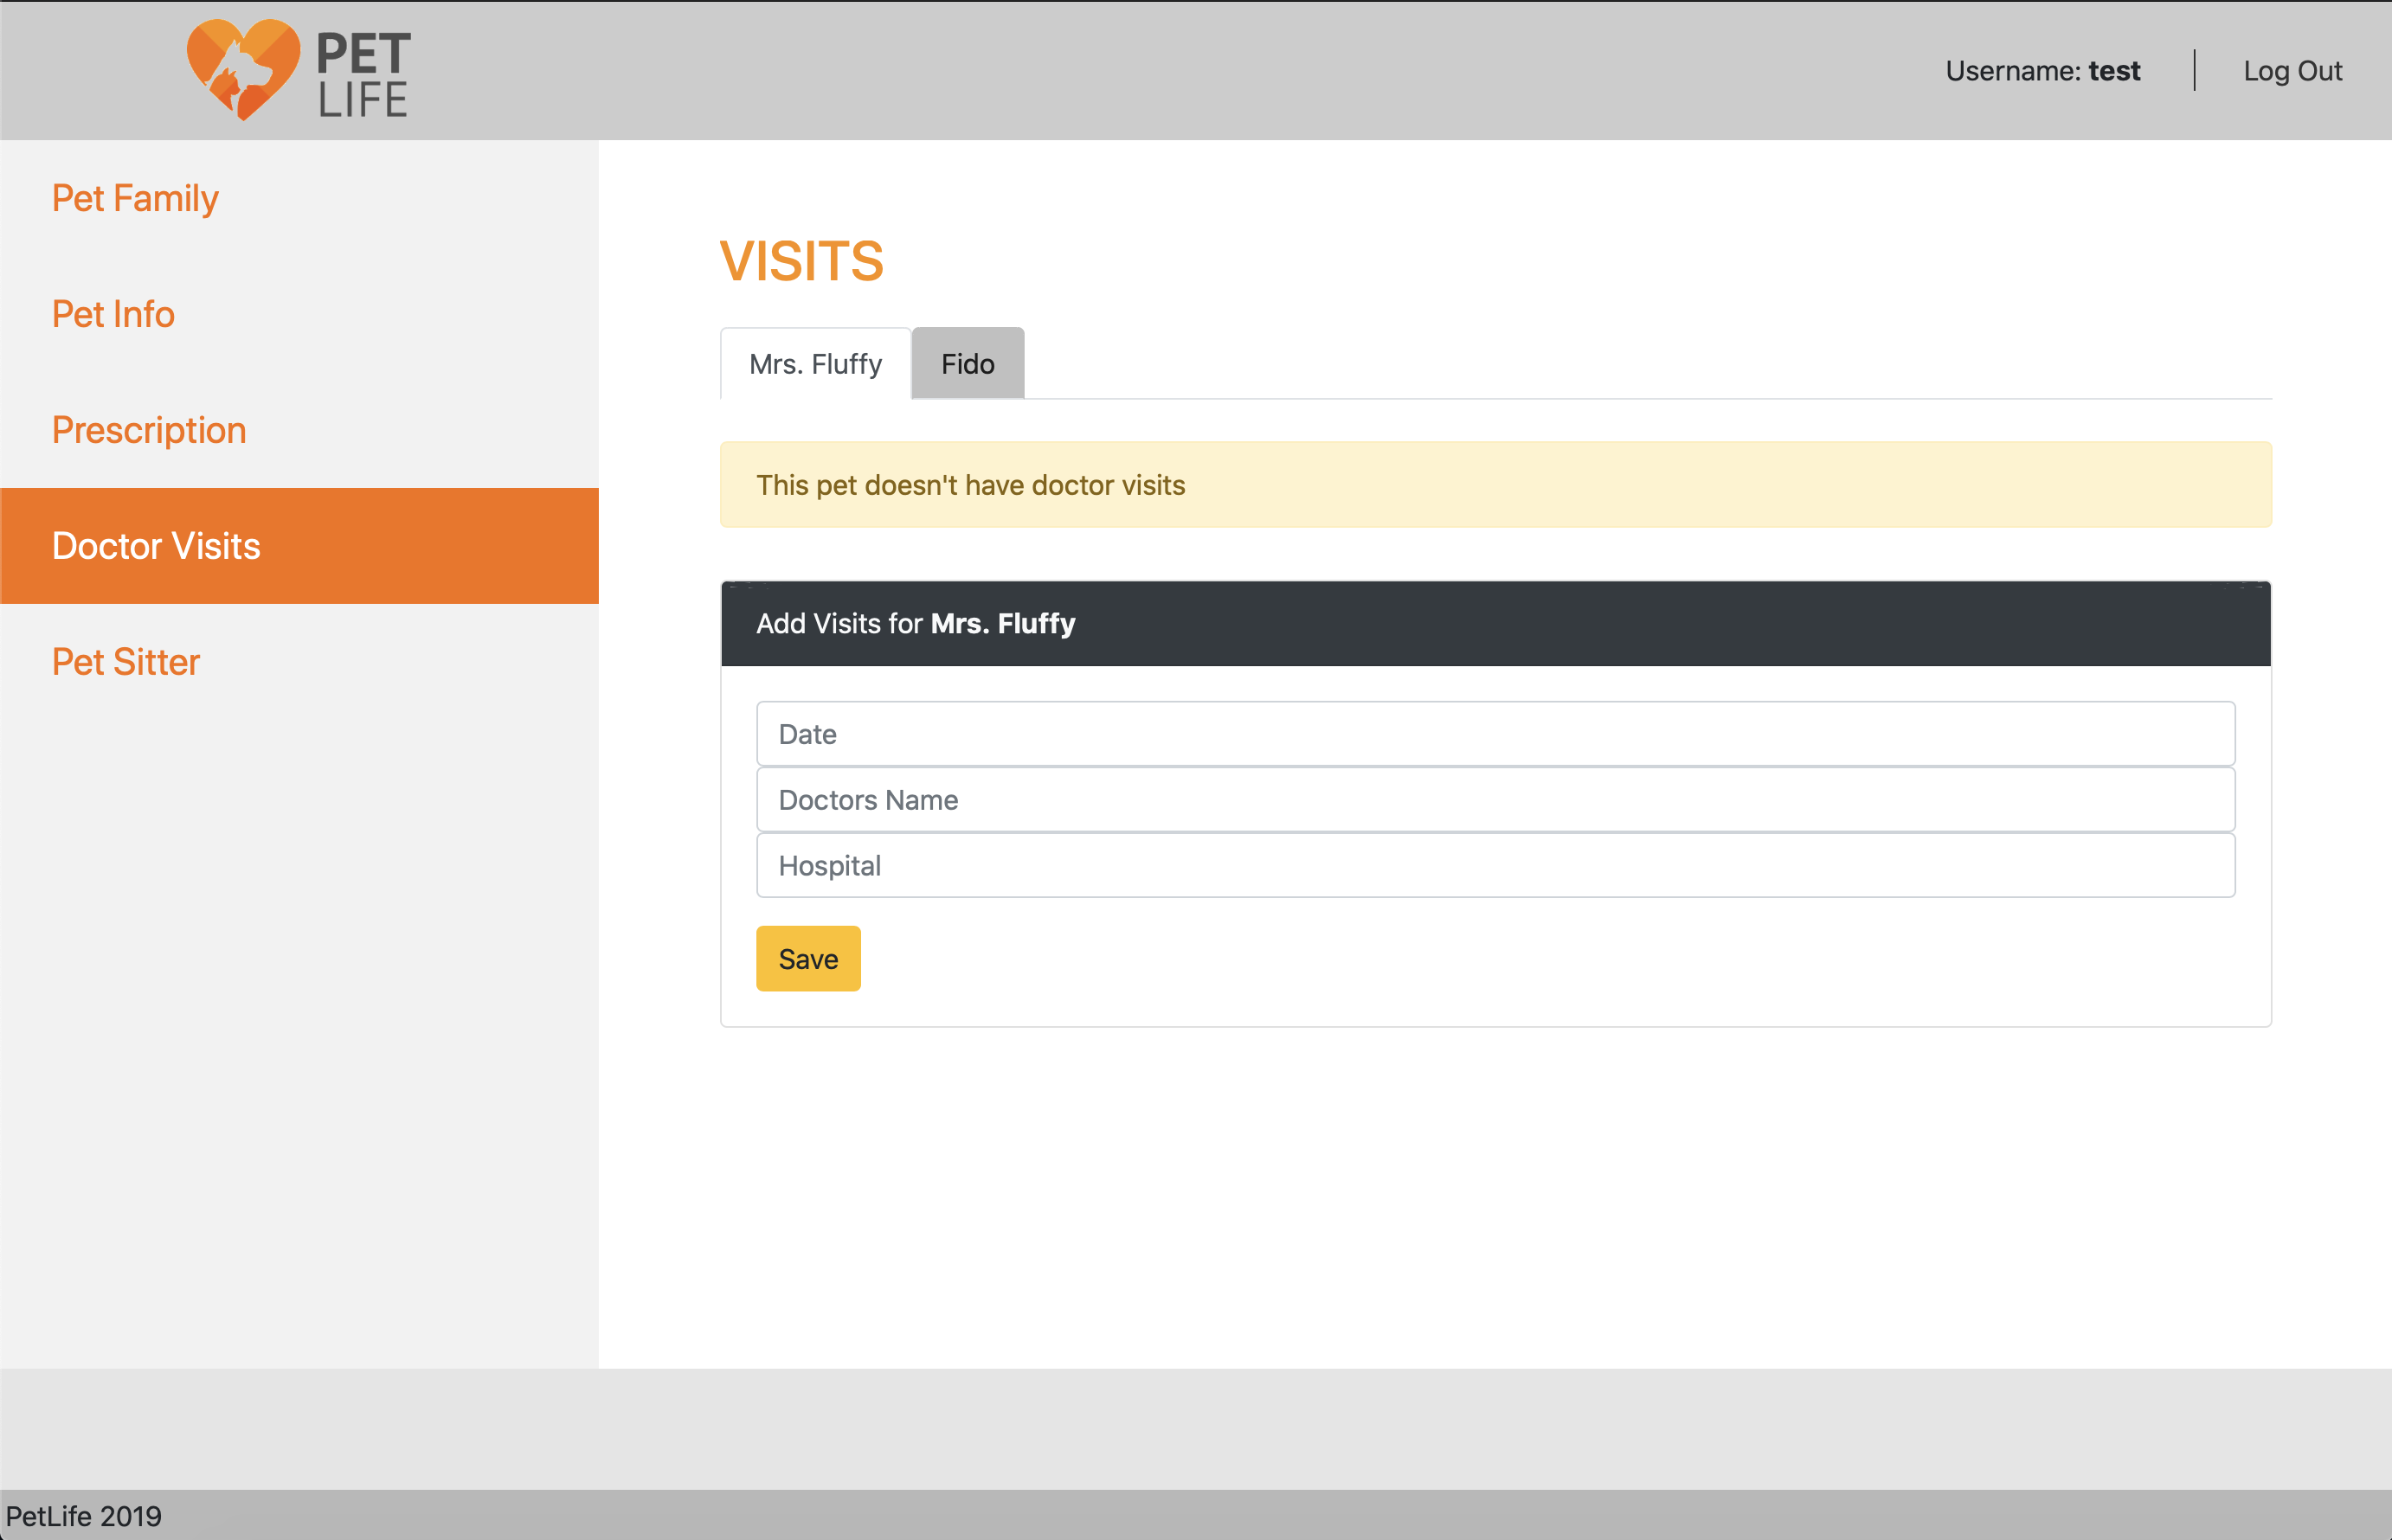 PET
LIFE
Username: test
Log Out
Pet Family
Pet Info
Prescription
Doctor Visits
Pet Sitter
VISITS
Mrs. Fluffy
Fido
This pet doesn't have doctor visits
Add Visits for Mrs. Fluffy
Date
Doctors Name
Hospital
Save
PetLife 2019